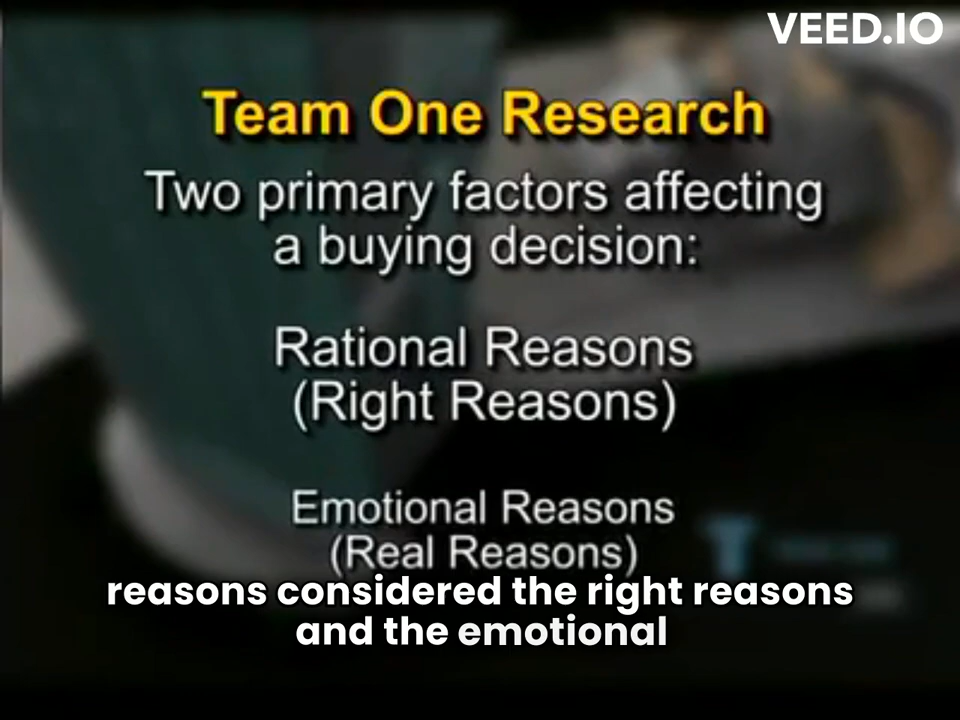 VEED.IO
Team One Research
Two primary factors affecting
a buying decision:
Rational Reasons
(Right Reasons)
Emotional Reasons
(Real Reasons)
reasons considered the right reasons
and the emotional